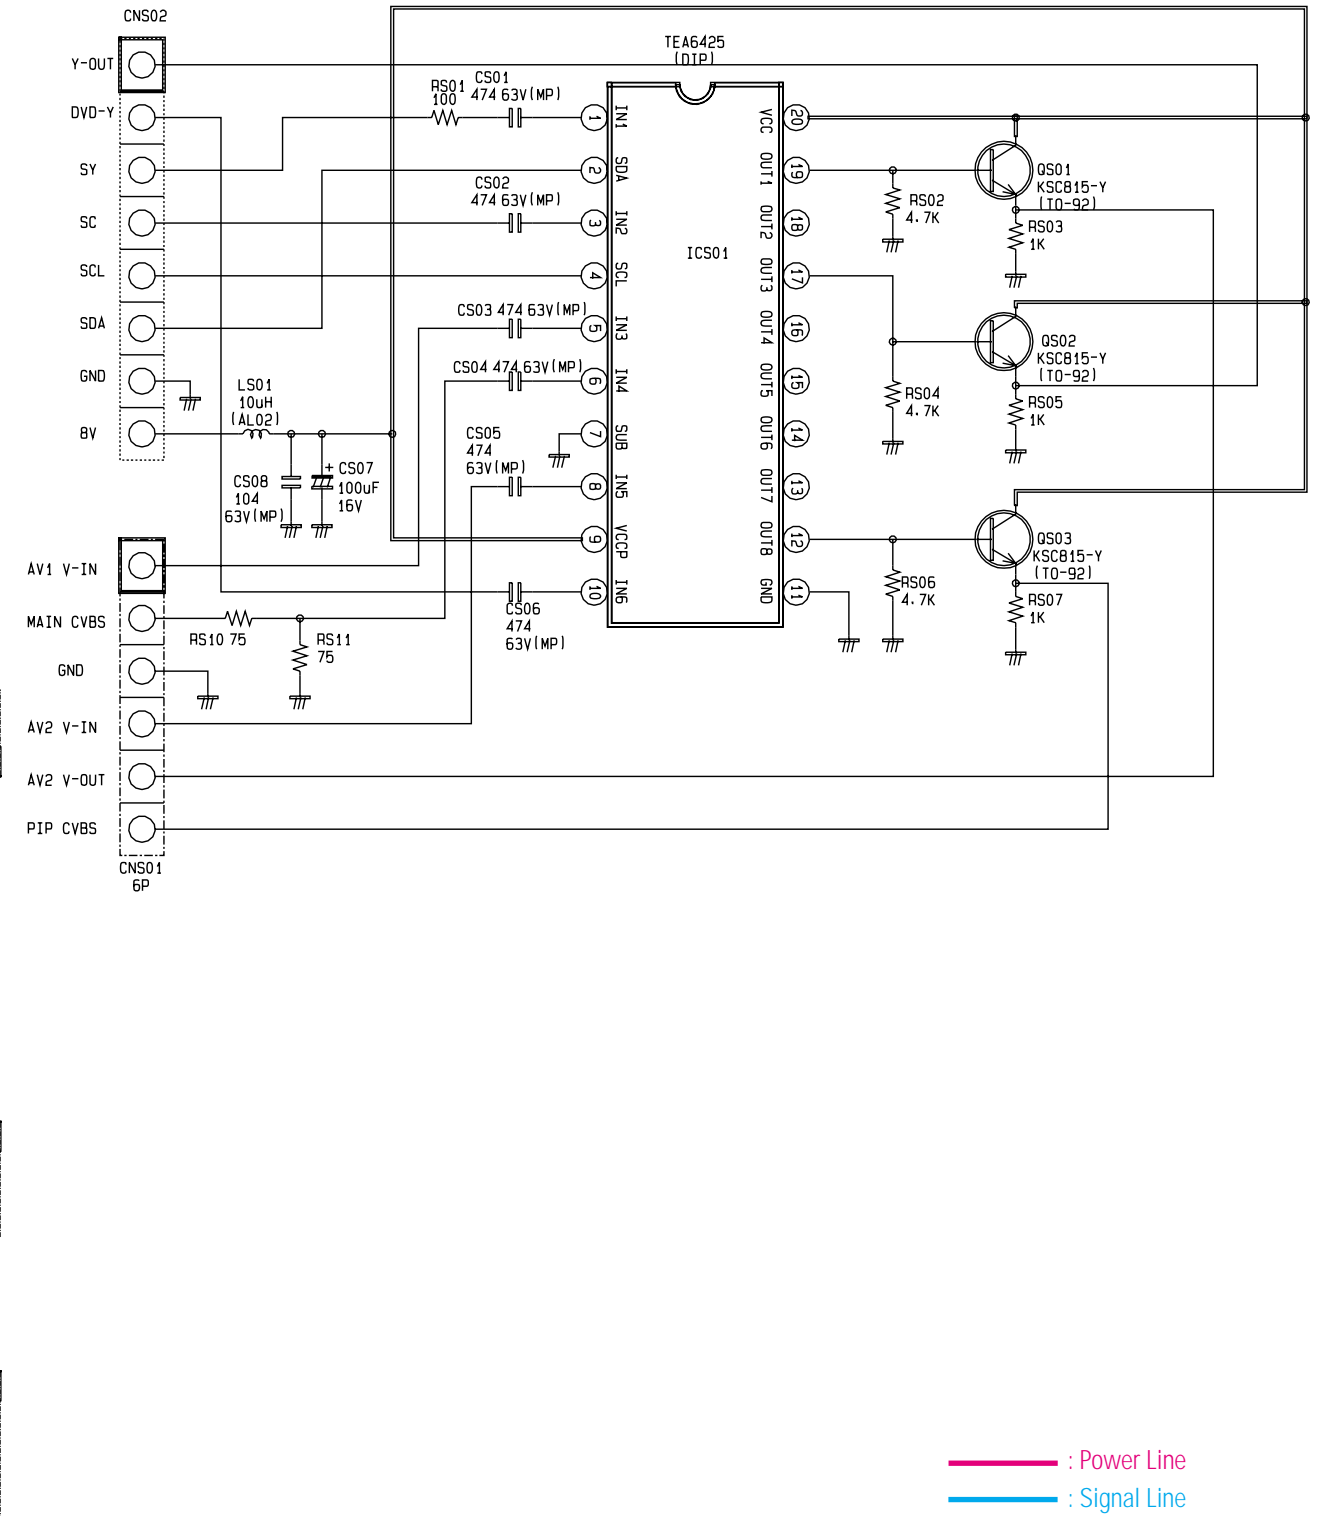 CNS02
Y-OUT
DVD-Y
SY
SC
SCL
SDA
GND
8V
RS01
100
CS01
474 63V(MP)
CS02
474 63V(MP)
CS03 474 63V(MP)
CS04 474 63V(MP)
CS05
474
63V(MP)
CS06
474
63V(MP)
LS01
10uH
(AL02)
CS08
104
63V(MP)
+ CS07
100uF
16V
TEA6425
(DIP)
ICS01
1 IN1
2 SDA
3 IN2
4 SCL
5 IN3
6 IN4
7 SUB
8 IN5
9 VCCP
10 IN6
VCC 20
OUT1 19
OUT2 18
OUT3 17
OUT4 16
OUT5 15
OUT6 14
OUT7 13
OUT8 12
GND 11
RS02
4.7K
QS01
KSC815-Y
(TO-92)
RS03
1K
RS04
4.7K
QS02
KSC815-Y
(TO-92)
RS05
1K
RS06
4.7K
QS03
KSC815-Y
(TO-92)
RS07
1K
AV1 V-IN
MAIN CVBS
GND
AV2 V-IN
AV2 V-OUT
PIP CVBS
RS10 75
RS11
75
CNS01
6P
: Power Line
: Signal Line